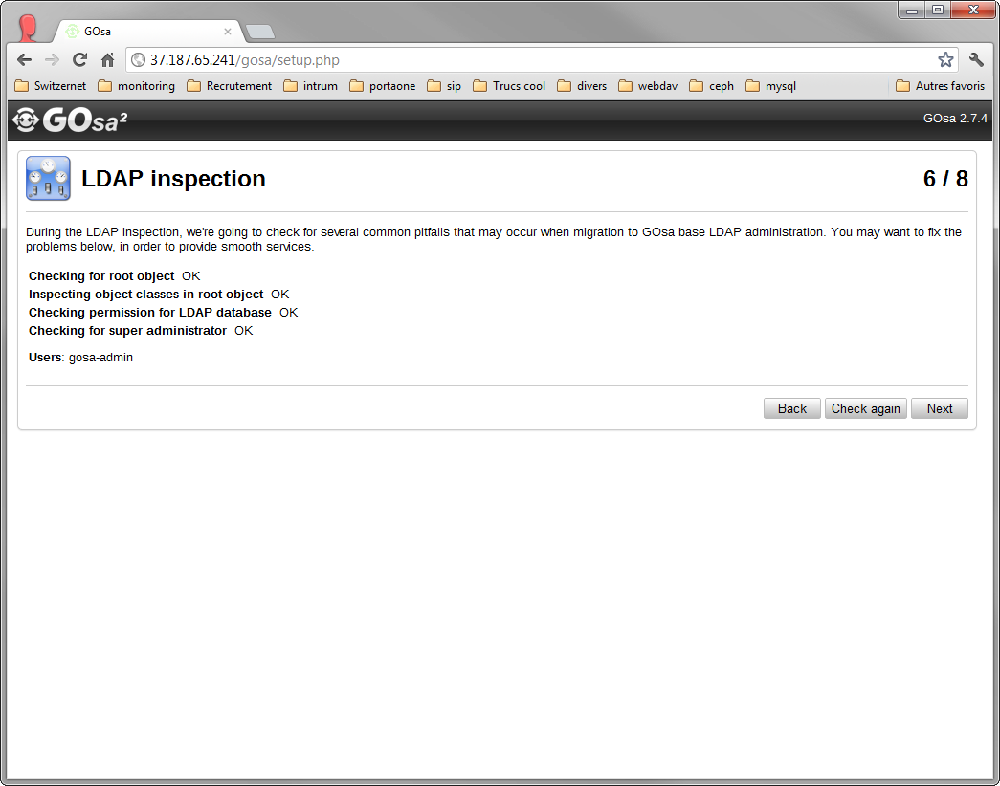 GOsa
37.187.65.241/gosa/setup.php
Switzernet monitoring Recrutement intrum portaone sip Trucs cool divers webdav ceph mysql Autres favoris
GOsa² GOsa 2.7.4
LDAP inspection 6 / 8
During the LDAP inspection, we're going to check for several common pitfalls that may occur when migration to GOsa base LDAP administration. You may want to fix the
problems below, in order to provide smooth services.
Checking for root object OK
Inspecting object classes in root object OK
Checking permission for LDAP database OK
Checking for super administrator OK
Users: gosa-admin
Back Check again Next